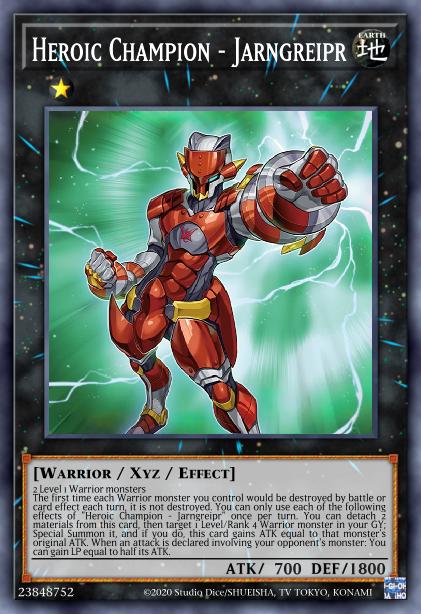 HEROIC CHAMPION - JARNGREIPR
EARTH
地
[WARRIOR / XYZ / EFFECT]
2 Level 1 Warrior monsters
The first time each Warrior monster you control would be destroyed by battle or
card effect each turn, it is not destroyed. You can only use each of the following
effects of "Heroic Champion - Jarngreipr" once per turn. You can detach 2
materials from this card, then target 1 Level/Rank 4 Warrior monster in your GY;
Special Summon it, and if you do, this card gains ATK equal to that monster's
original ATK. When an attack is declared involving your opponent's monster: You
can gain LP equal to half its ATK.
ATK/ 700 DEF/1800
23848752
©2020 Studio Dice/SHUEISHA, TV TOKYO, KONAMI